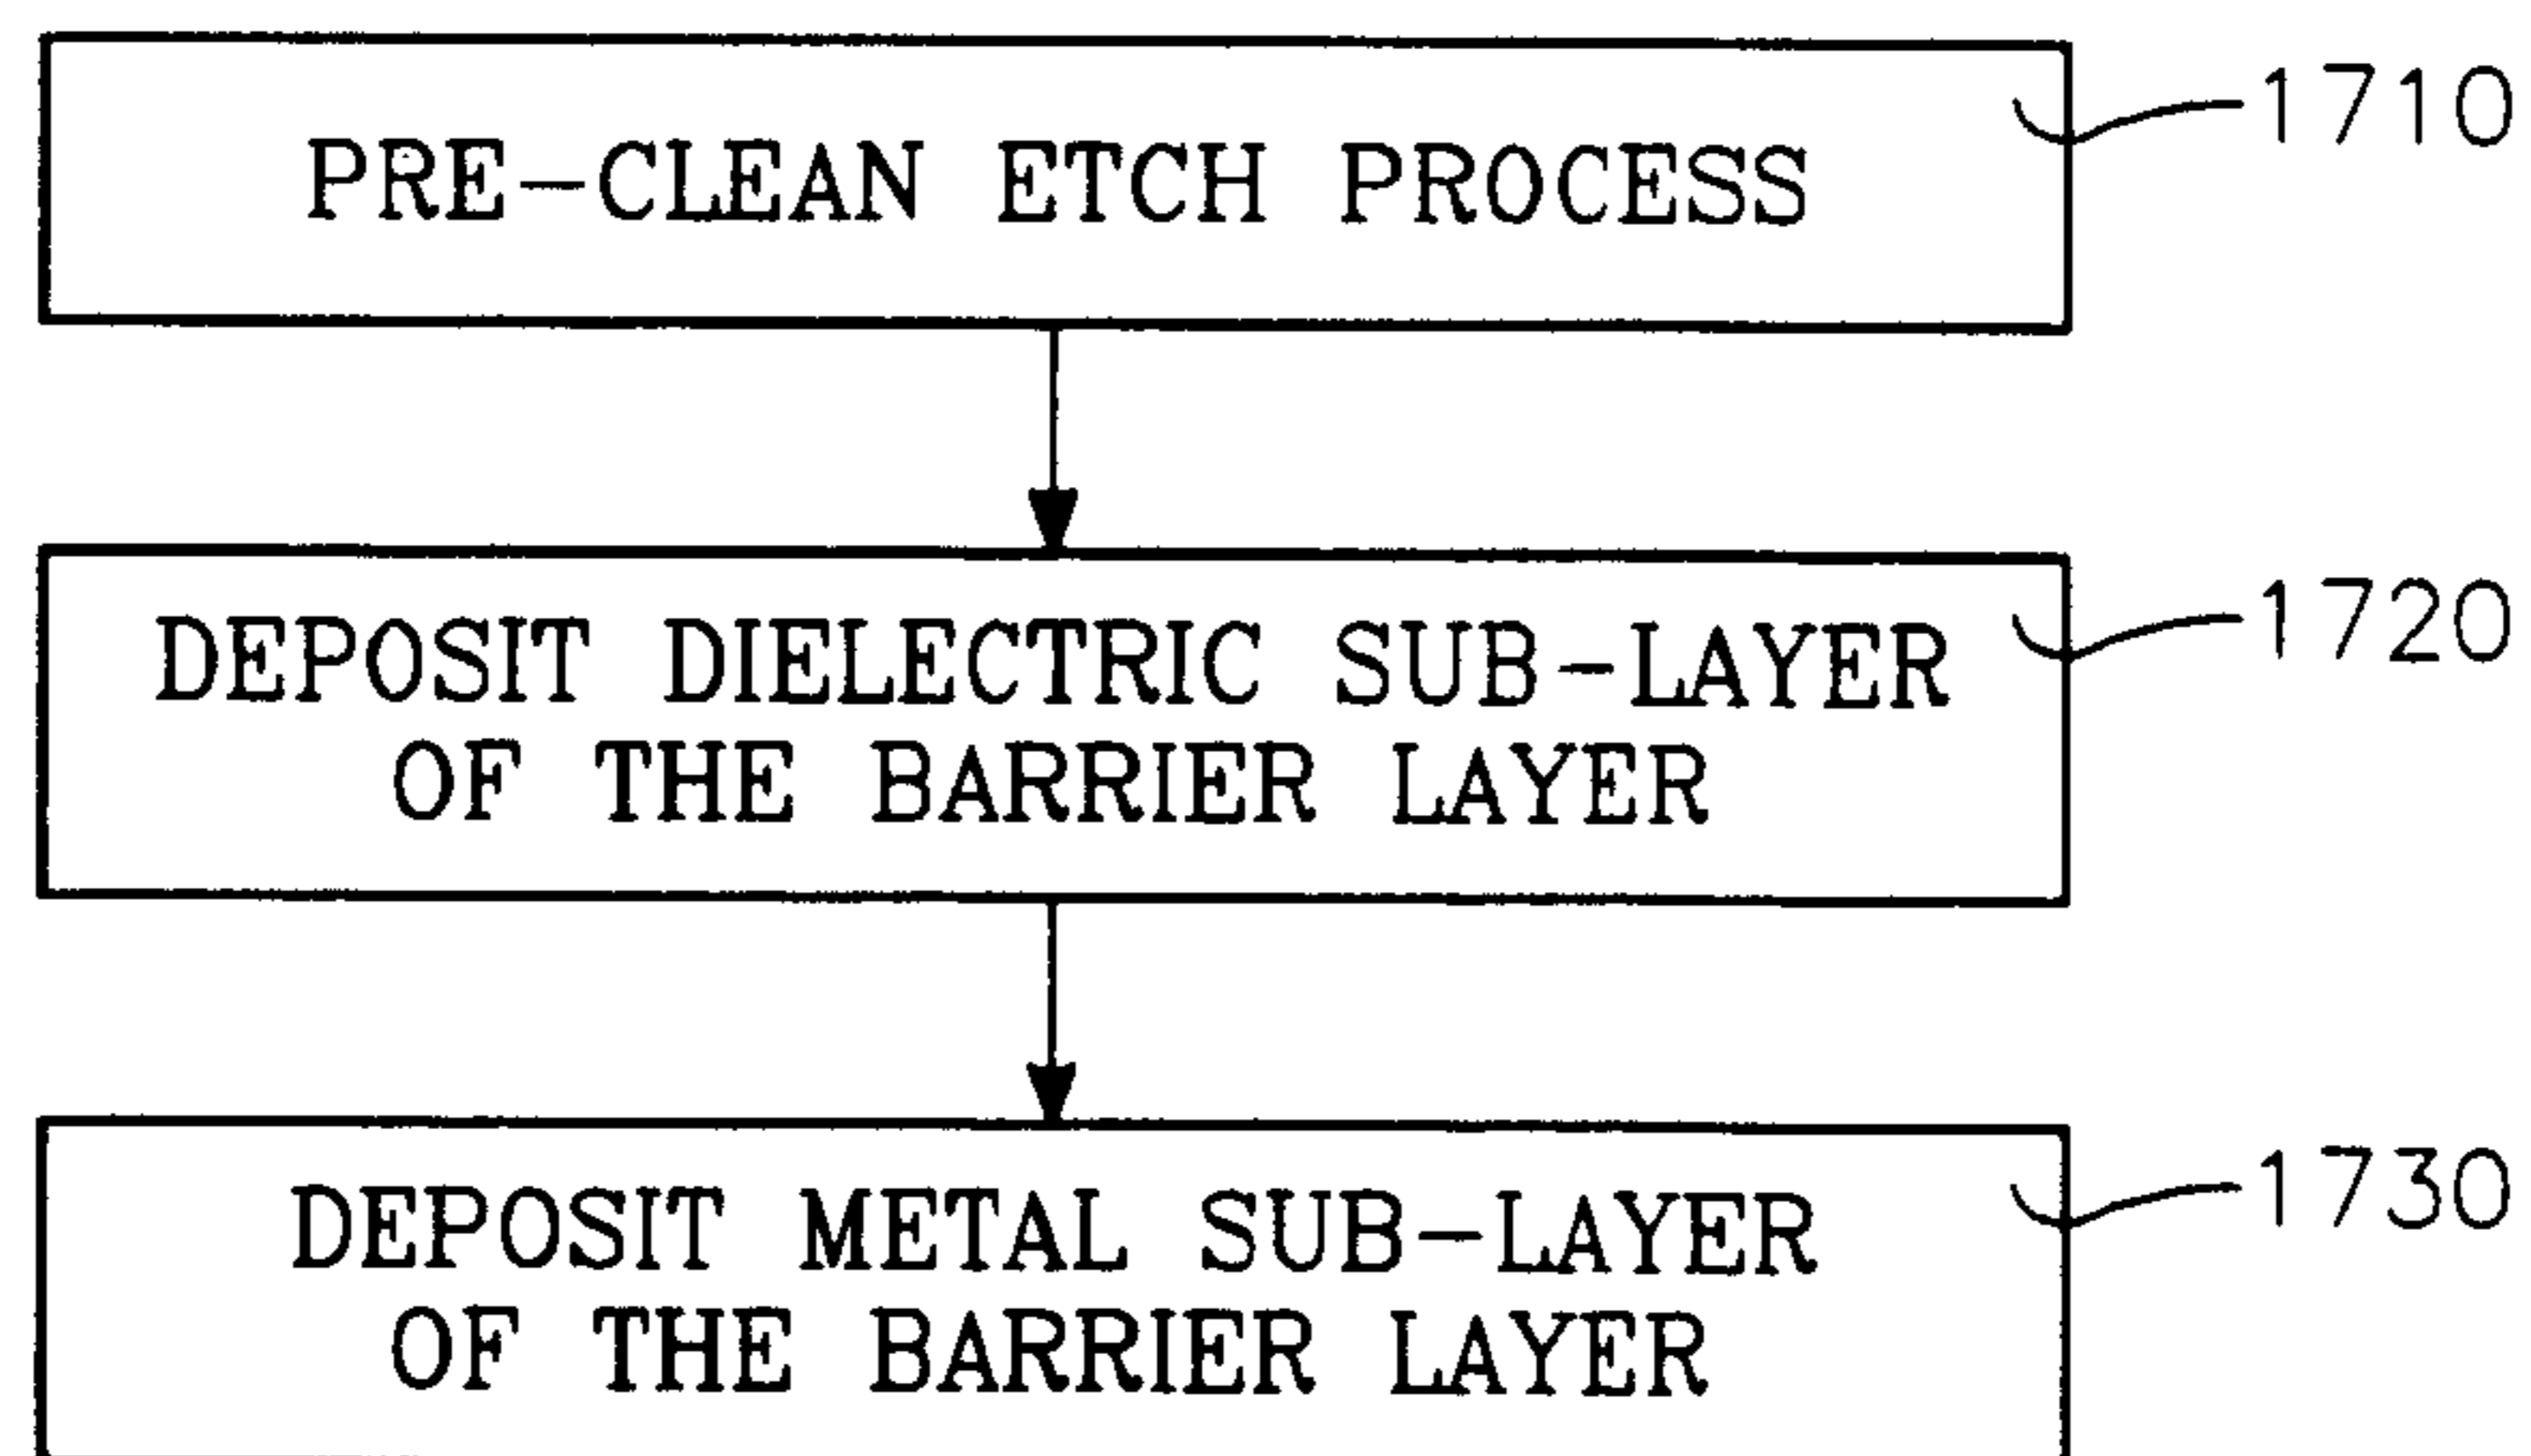 PRE-CLEAN ETCH PROCESS
1710
DEPOSIT DIELECTRIC SUB-LAYER
OF THE BARRIER LAYER
1720
DEPOSIT METAL SUB-LAYER
OF THE BARRIER LAYER
1730